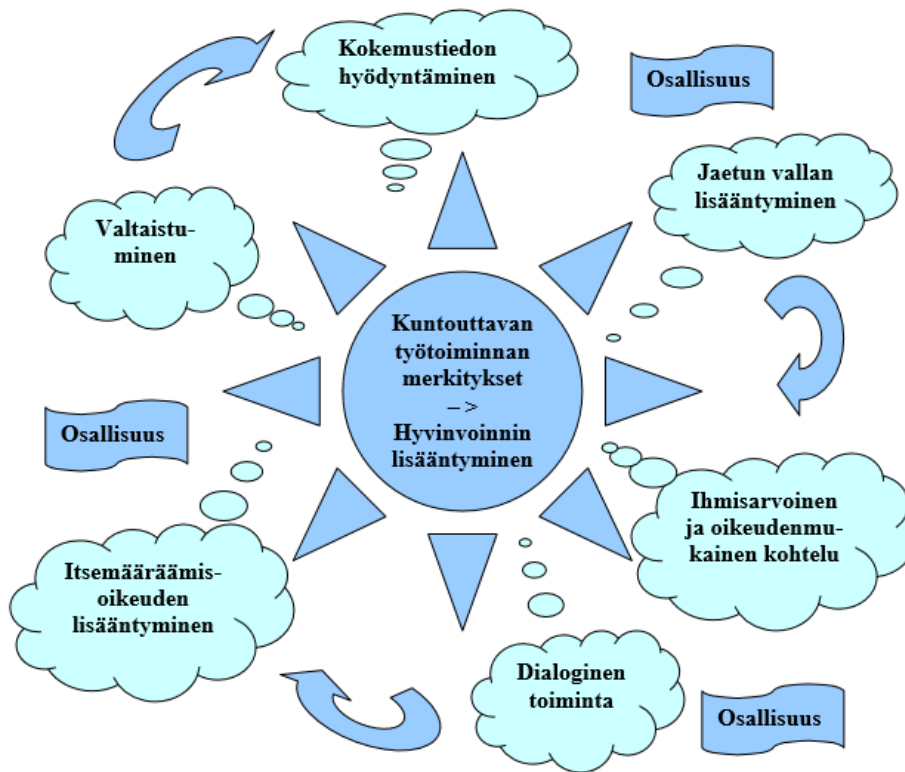 Kokemustiedon
hyödyntäminen
Osallisuus
Jaetun vallan
lisääntyminen
Valtaistu-
minen
Kuntouttavan
työtoiminnan
merkitykset
– >
Hyvinvoinnin
lisääntyminen
Osallisuus
Ihmisarvoinen
ja oikeudenmu-
kainen kohtelu
Itsemääräämis-
oikeuden
lisääntyminen
Dialoginen
toiminta
Osallisuus